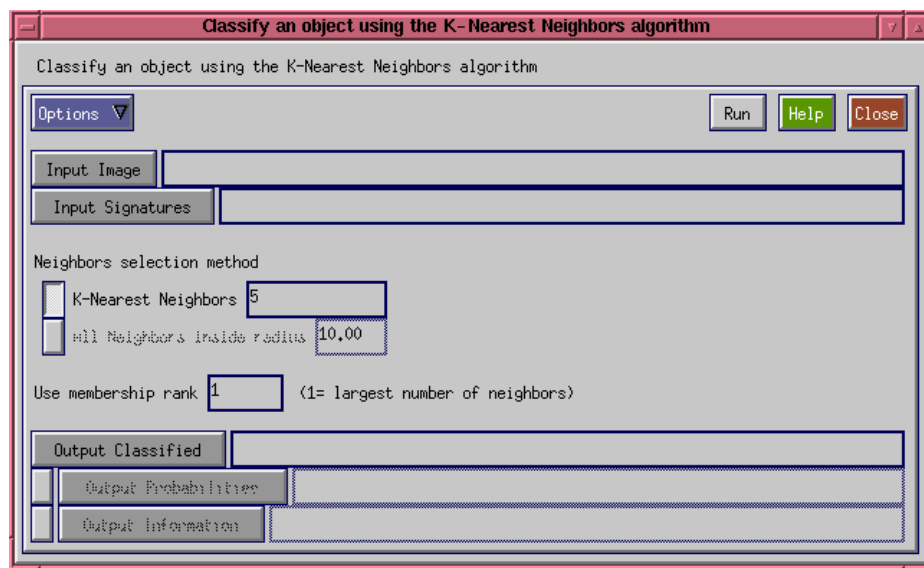 Classify an object using the K-Nearest Neighbors algorithm
Classify an object using the K-Nearest Neighbors algorithm
Options Run Help Close
Input Image
Input Signatures
Neighbors selection method
K-Nearest Neighbors 5
All Neighbors inside radius 10.00
Use membership rank 1 (1= largest number of neighbors)
Output Classified
Output Probabilities
Output Information